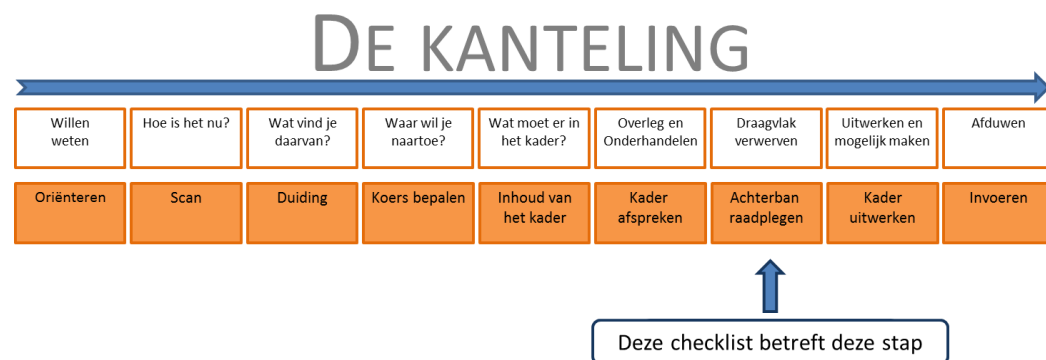 DE KANTELING
Willen
weten
Hoe is het nu?
Wat vind je
daarvan?
Waar wil je
naartoe?
Wat moet er in
het kader?
Overleg en
Onderhandelen
Draagvlak
verwerven
Uitwerken en
mogelijk maken
Afduwen
Oriënteren
Scan
Duiding
Koers bepalen
Inhoud van
het kader
Kader
afspreken
Achterban
raadplegen
Kader
uitwerken
Invoeren
Deze checklist betreft deze stap